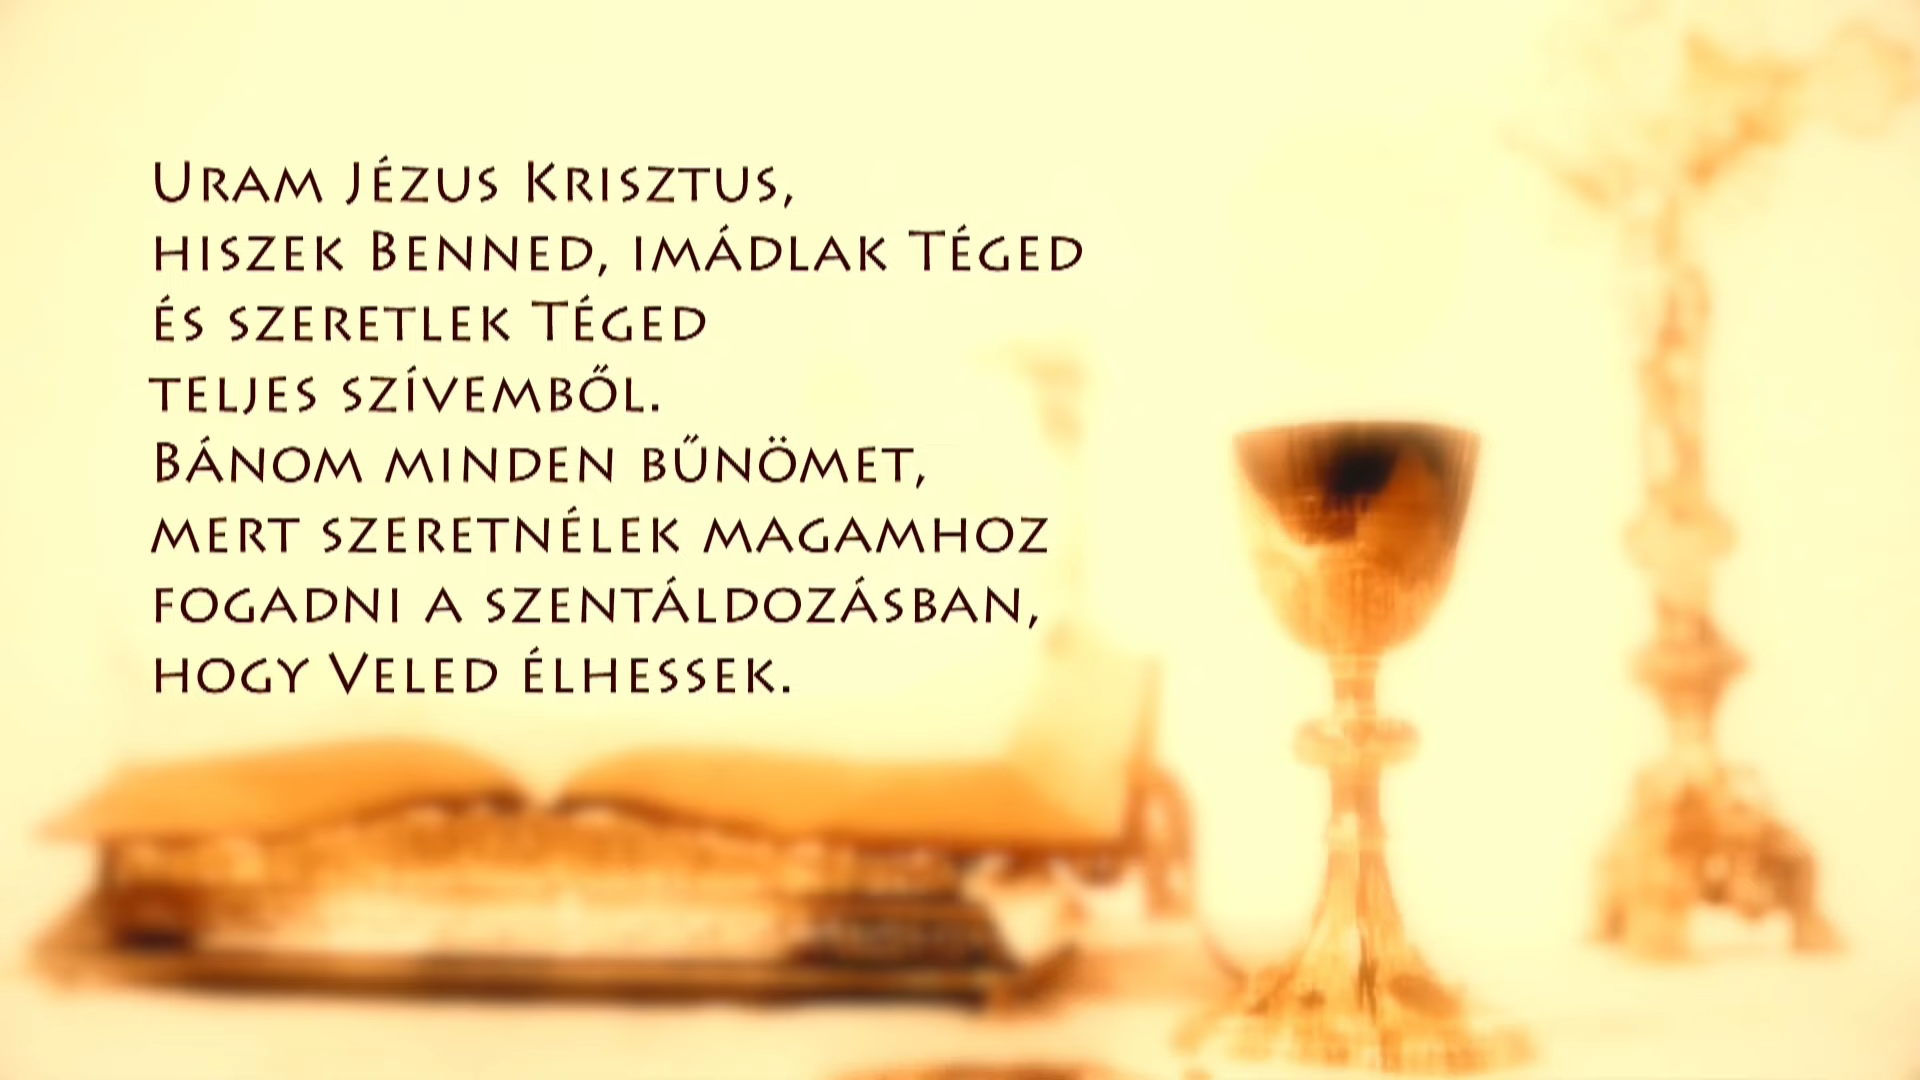 Uram Jézus Krisztus,
hiszek Benned, imádlak Téged
és szeretlek Téged
teljes szívemből.
Bánom minden bűnömet,
mert szeretnélek magamhoz
fogadni a szentáldozásban,
hogy Veled élhessek.